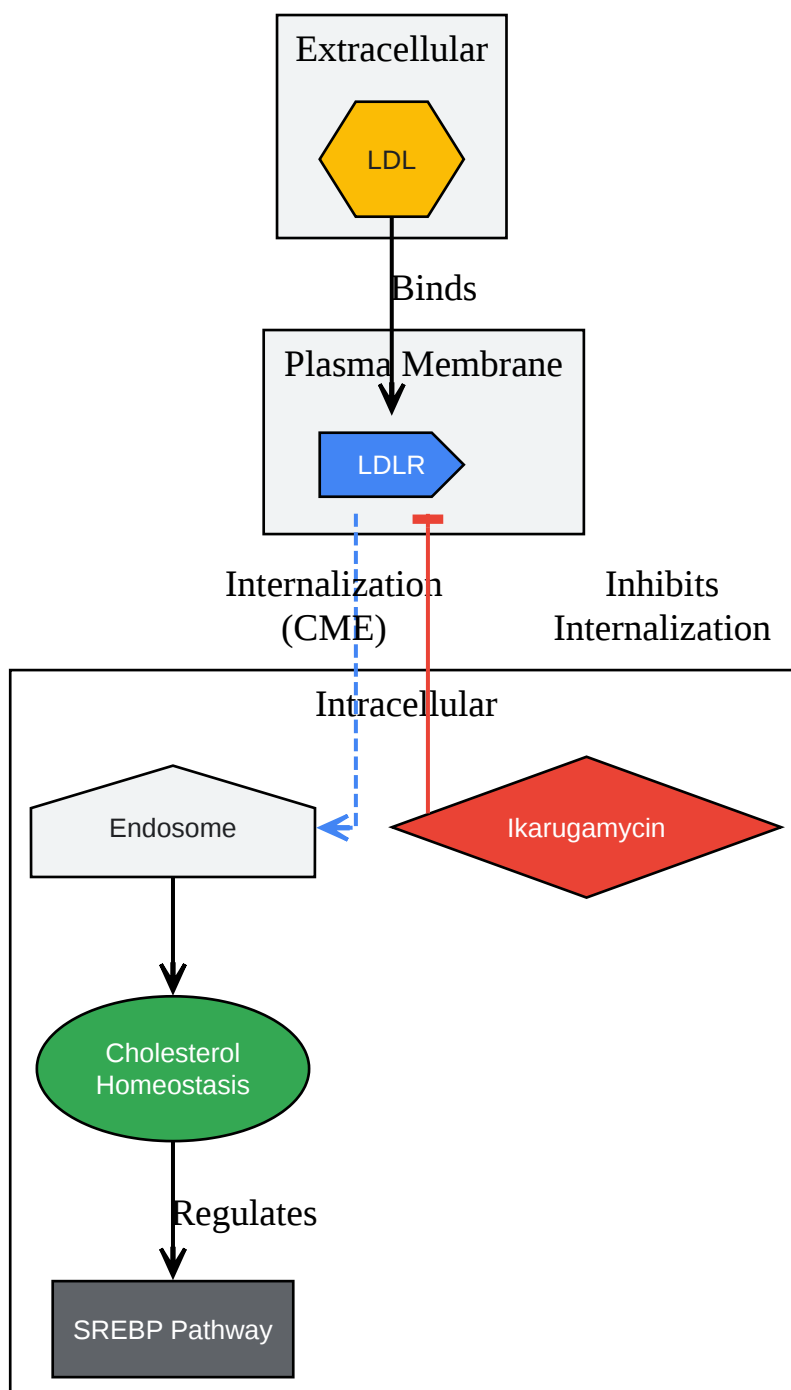 Extracellular
LDL
Binds
Plasma Membrane
LDLR
Internalization
(CME)
Inhibits
Internalization
Intracellular
Endosome
Ikarugamycin
Cholesterol
Homeostasis
Regulates
SREBP Pathway